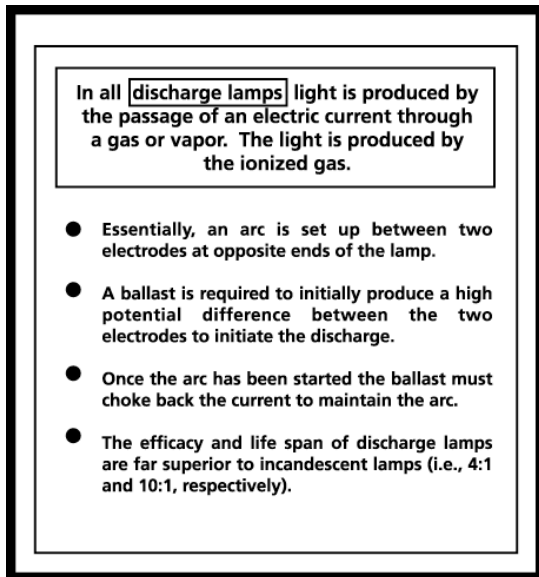 In all discharge lamps light is produced by
the passage of an electric current through
a gas or vapor. The light is produced by
the ionized gas.
● Essentially, an arc is set up between two
electrodes at opposite ends of the lamp.
● A ballast is required to initially produce a high
potential difference between the two
electrodes to initiate the discharge.
● Once the arc has been started the ballast must
choke back the current to maintain the arc.
● The efficacy and life span of discharge lamps
are far superior to incandescent lamps (i.e., 4:1
and 10:1, respectively).